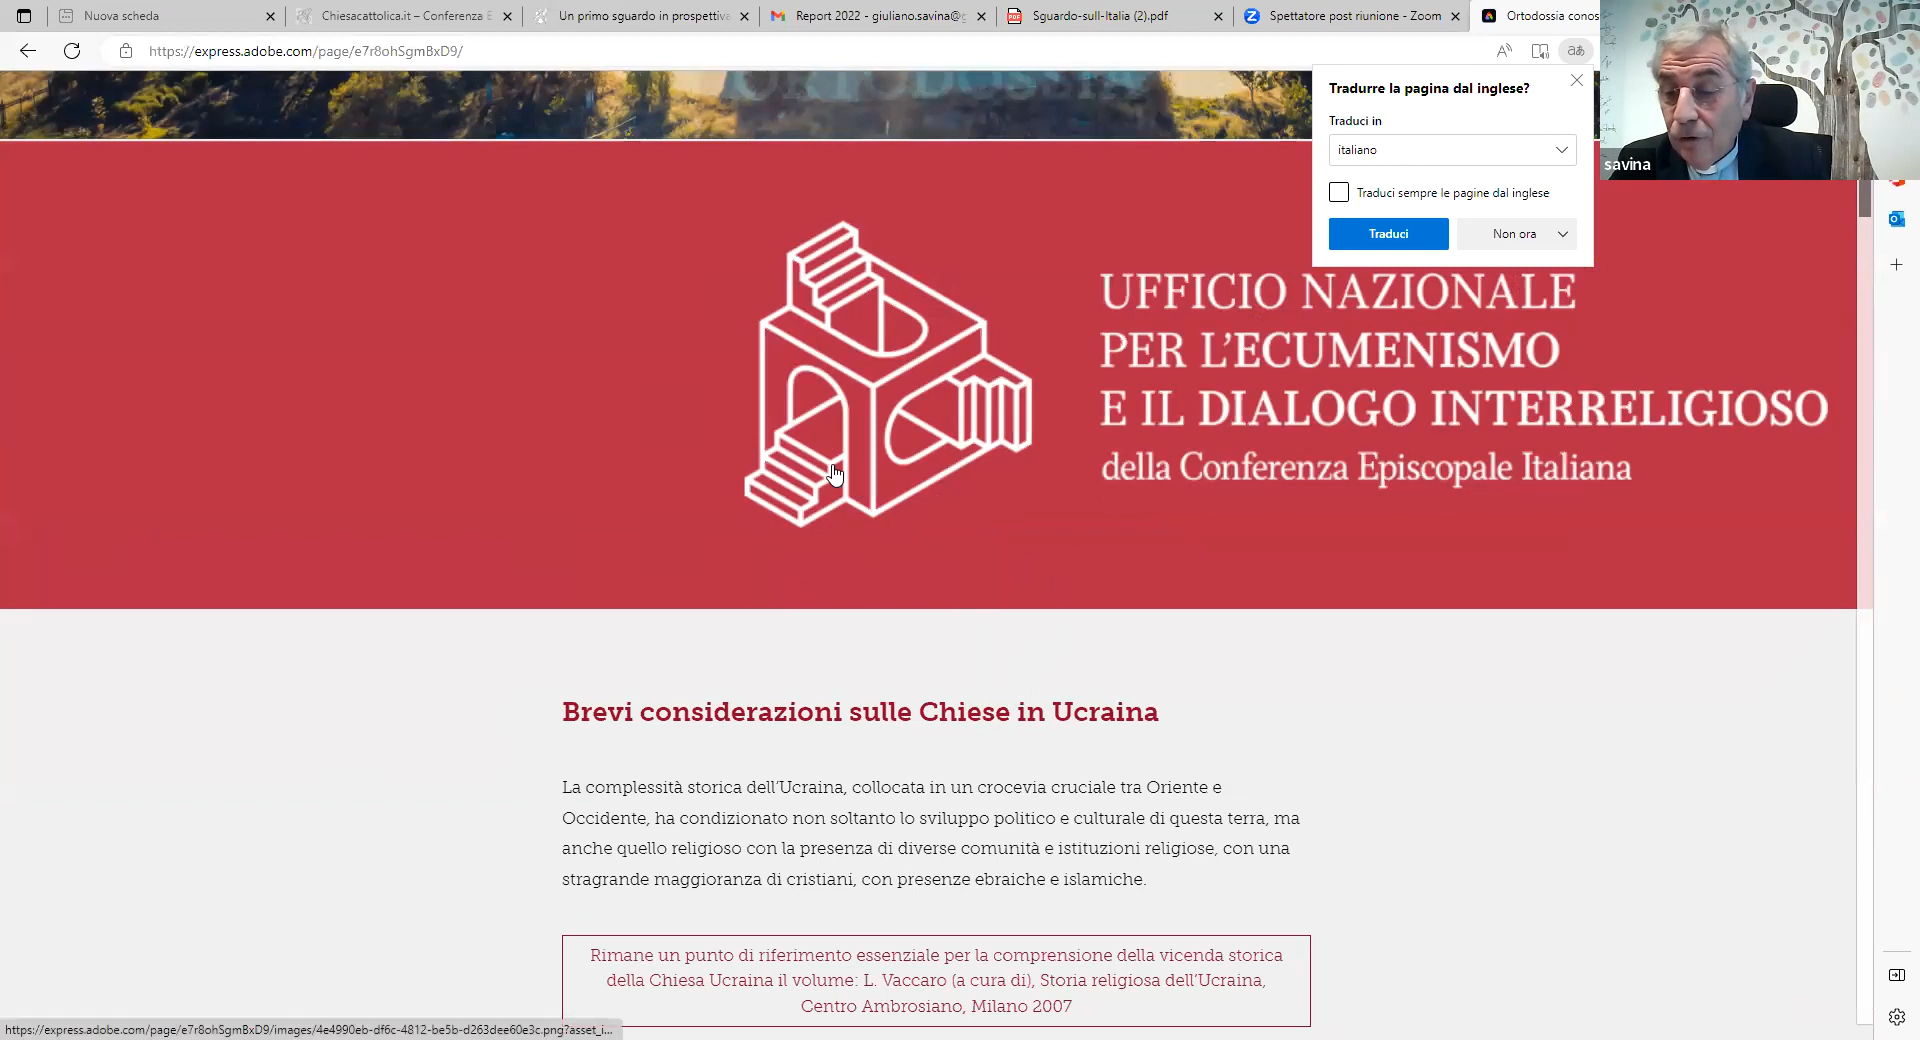 Nuova scheda
Chiesacattolica.it – Conferenza E
Un primo sguardo in prospettiva
Report 2022 - giuliano.savina@g
Sguardo-sull-Italia (2).pdf
Spettatore post riunione - Zoom
Ortodossia conos
https://express.adobe.com/page/e7r8ohSgmBxD9/
Tradurre la pagina dal inglese?
Traduci in
italiano
Traduci sempre le pagine dal inglese
Traduci
Non ora
savina
UFFICIO NAZIONALE
PER L’ECUMENISMO
E IL DIALOGO INTERRELIGIOSO
della Conferenza Episcopale Italiana
Brevi considerazioni sulle Chiese in Ucraina
La complessità storica dell’Ucraina, collocata in un crocevia cruciale tra Oriente e
Occidente, ha condizionato non soltanto lo sviluppo politico e culturale di questa terra, ma
anche quello religioso con la presenza di diverse comunità e istituzioni religiose, con una
stragrande maggioranza di cristiani, con presenze ebraiche e islamiche.
Rimane un punto di riferimento essenziale per la comprensione della vicenda storica
della Chiesa Ucraina il volume: L. Vaccaro (a cura di), Storia religiosa dell’Ucraina,
Centro Ambrosiano, Milano 2007
https://express.adobe.com/page/e7r8ohSgmBxD9/images/4e4990eb-df6c-4812-be5b-d263dee60e3c.png?asset_i...